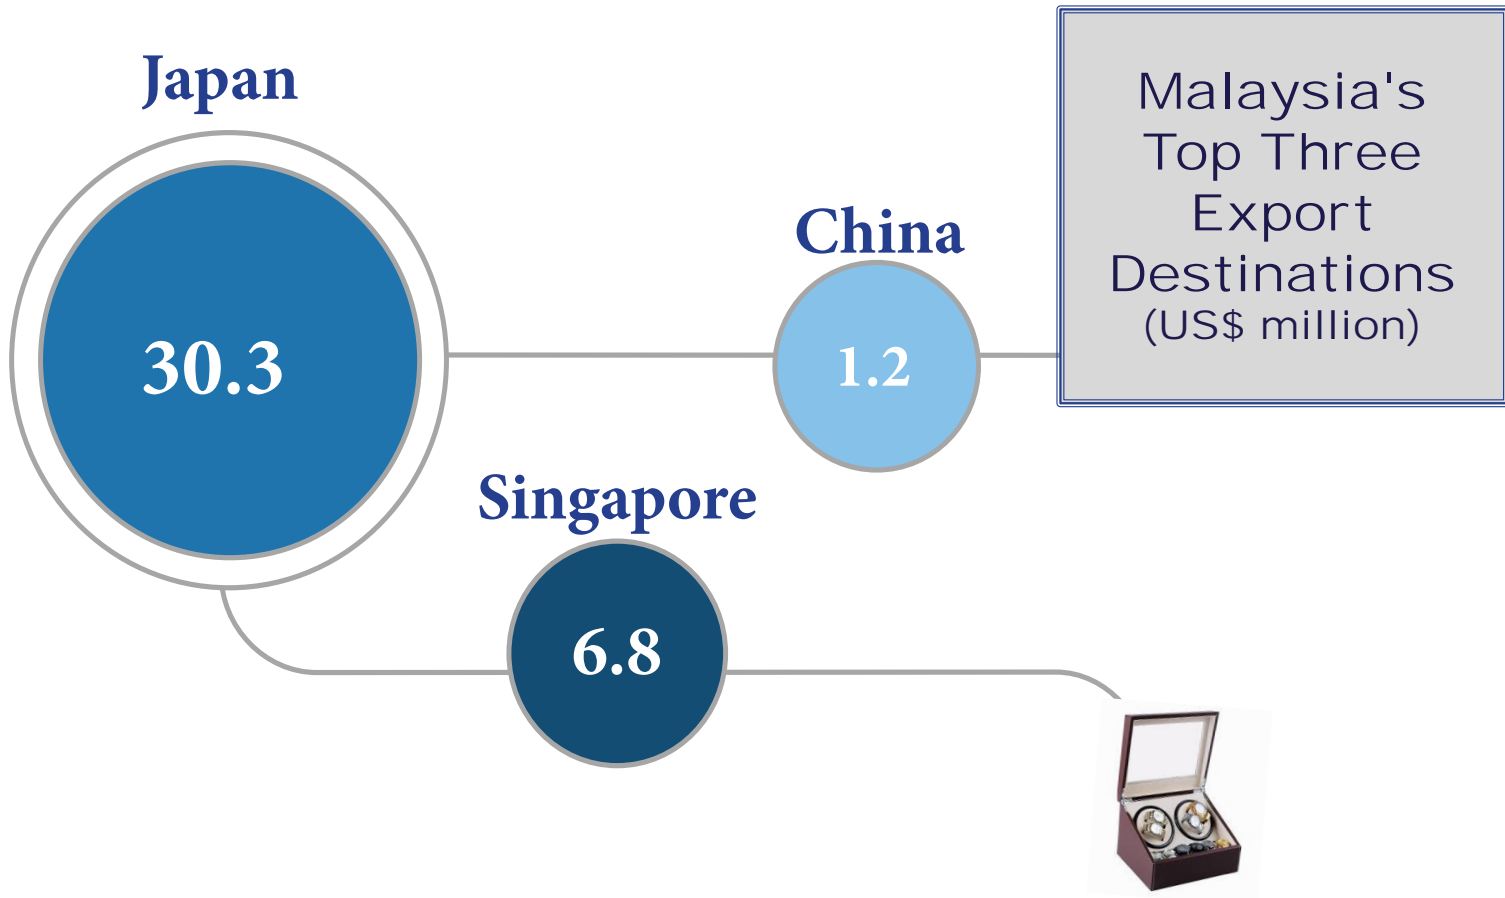 Japan
30.3
China
1.2
Malaysia's
Top Three
Export
Destinations
(US$ million)
Singapore
6.8